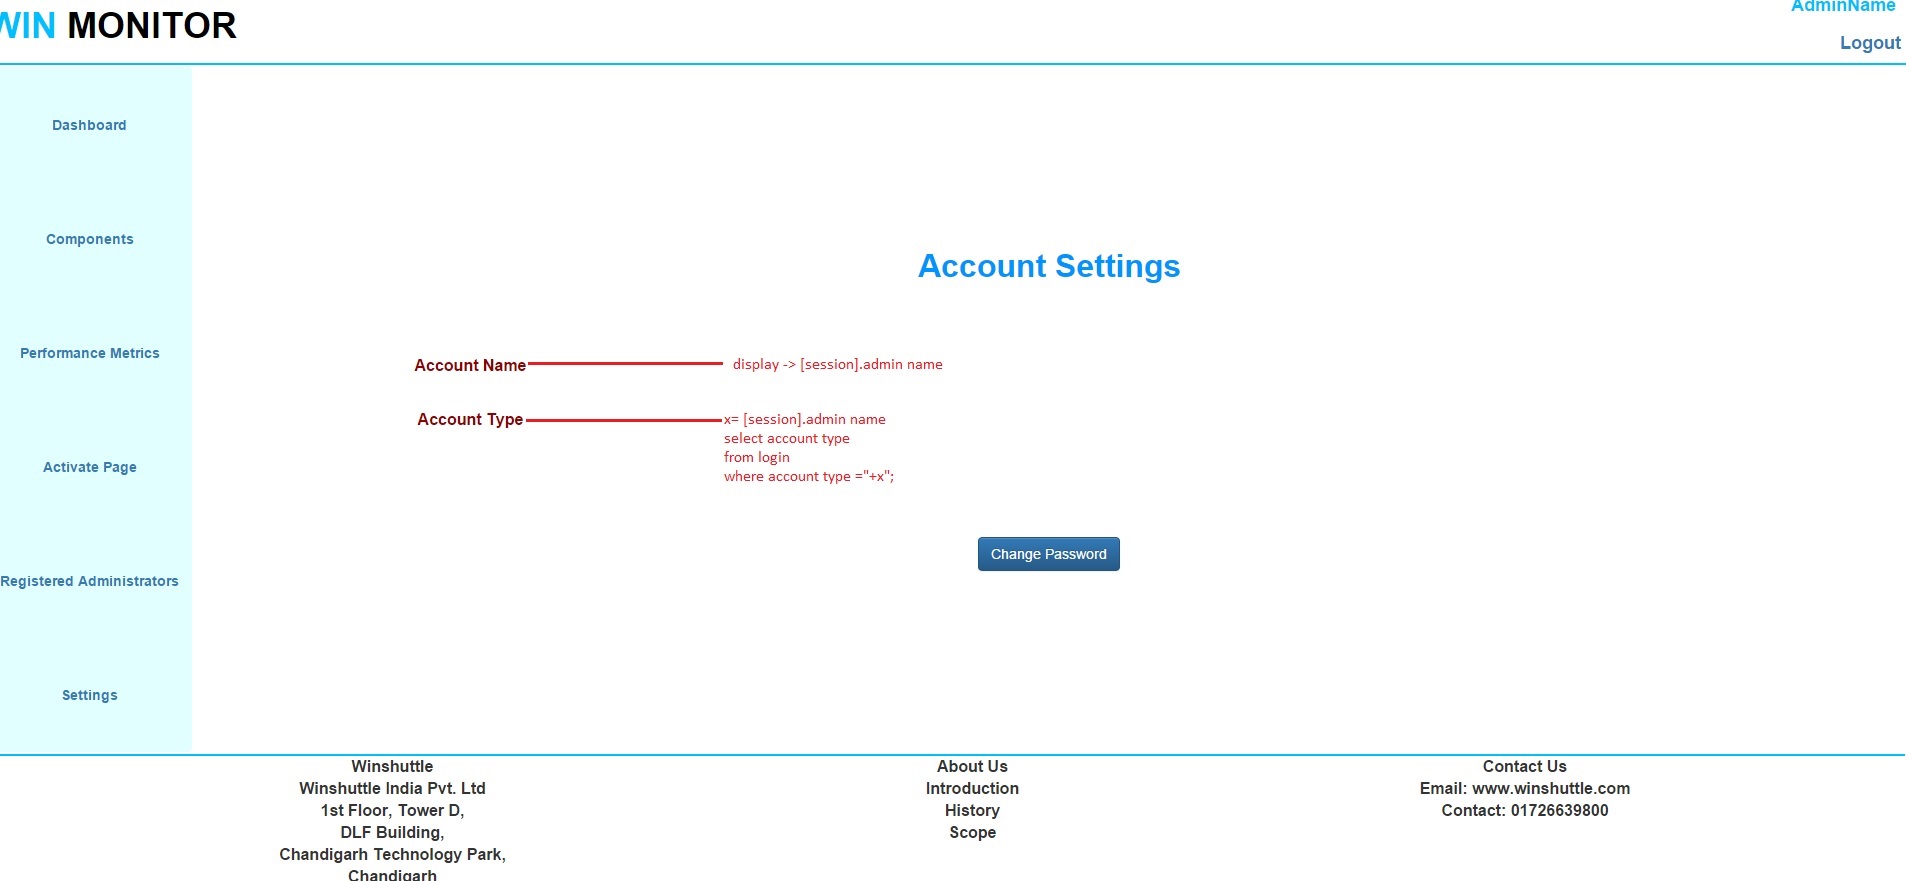 WIN MONITOR
AdminName
Logout
Dashboard
Components
Performance Metrics
Activate Page
Registered Administrators
Settings
Account Settings
Account Name display -> [session].admin name
Account Type x= [session].admin name
select account type
from login
where account type ="+x";
Change Password
Winshuttle
Winshuttle India Pvt. Ltd
1st Floor, Tower D,
DLF Building,
Chandigarh Technology Park,
Chandigarh
About Us
Introduction
History
Scope
Contact Us
Email: www.winshuttle.com
Contact: 01726639800